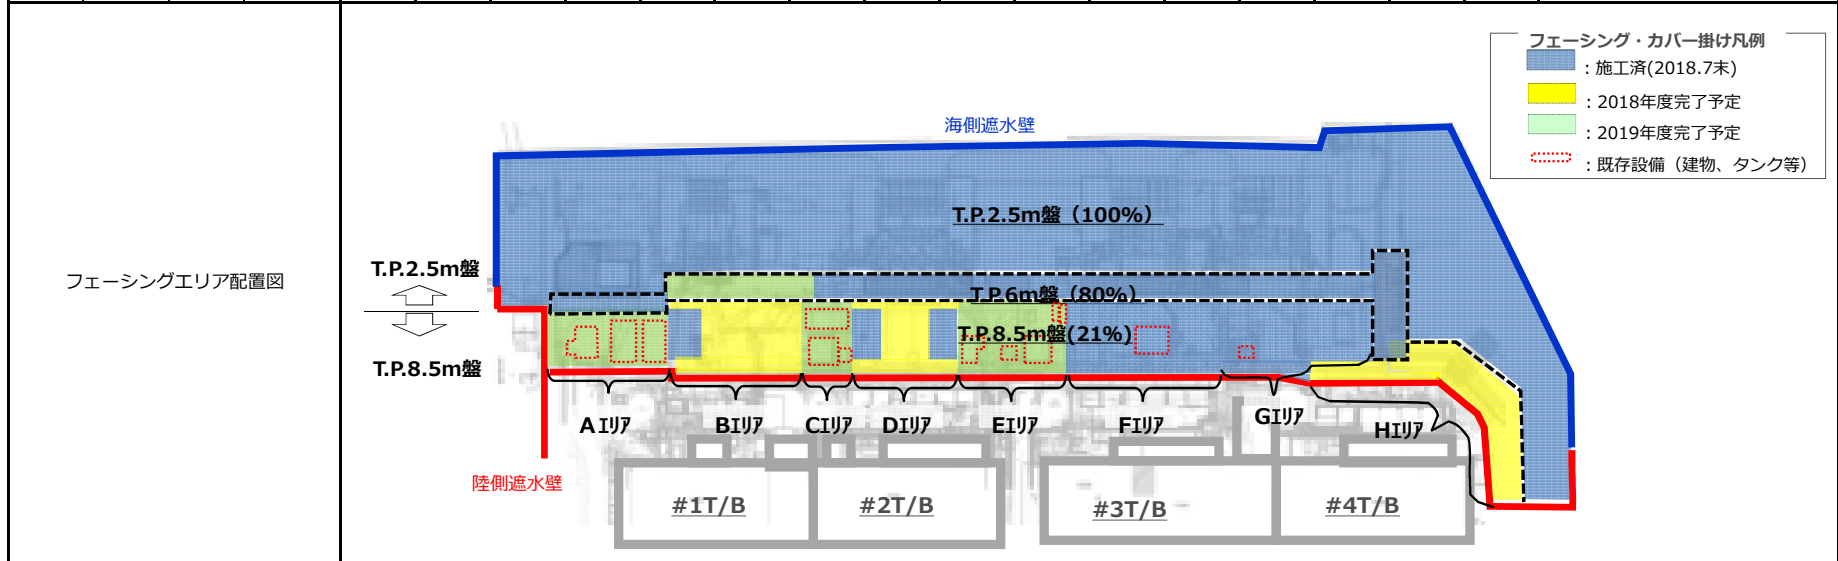 フェーシングエリア配置図
フェーシング・カバー掛け凡例
：施工済(2018.7末)
：2018年度完了予定
：2019年度完了予定
：既存設備（建物、タンク等）
海側遮水壁
T.P.2.5m盤（100%）
T.P.2.5m盤
T.P.6m盤（80%）
T.P.8.5m盤(21%)
T.P.8.5m盤
Aｴﾘｱ
Bｴﾘｱ
Cｴﾘｱ
Dｴﾘｱ
Eｴﾘｱ
Fｴﾘｱ
Gｴﾘｱ
Hｴﾘｱ
陸側遮水壁
#1T/B
#2T/B
#3T/B
#4T/B